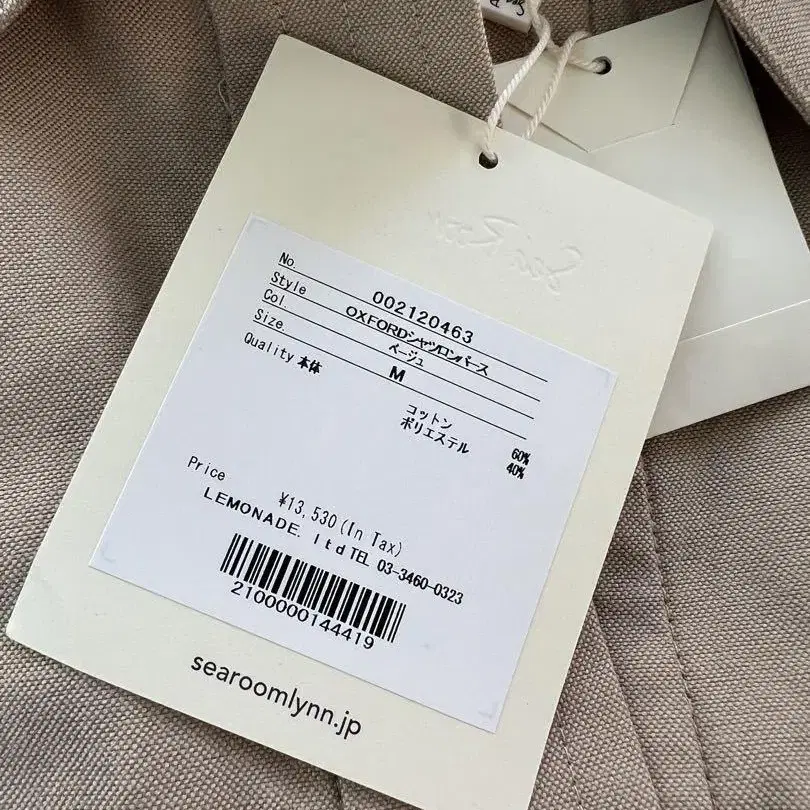 No. 002120463
Style OXFORDシャツロンパース
Col. ベージュ
Size. M
Quality 本体
コットン 60%
ポリエステル 40%
Price ¥13,530(In Tax)
LEMONADE. ltd TEL 03-3460-0323
2100000144419
searoomlynn.jp